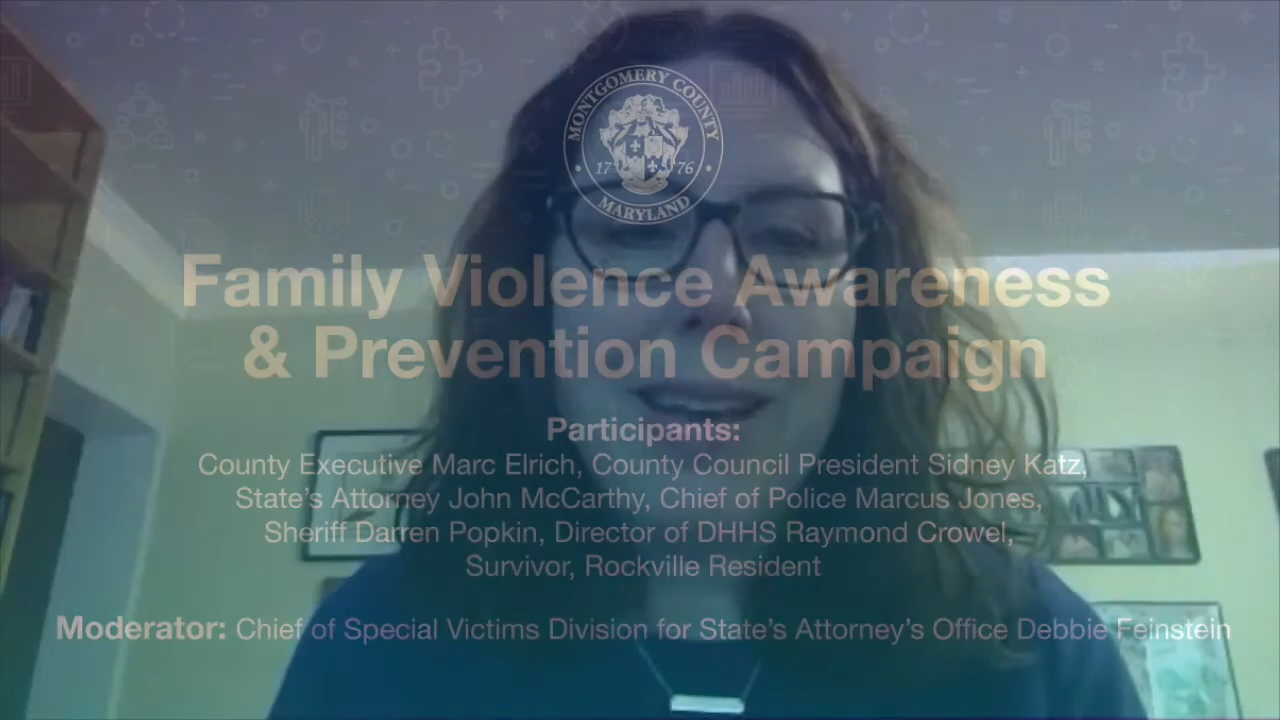 MONTGOMERY COUNTY
17 76
MARYLAND
Family Violence Awareness
& Prevention Campaign
Participants:
County Executive Marc Elrich, County Council President Sidney Katz,
State's Attorney John McCarthy, Chief of Police Marcus Jones,
Sheriff Darren Popkin, Director of DHHS Raymond Crowel,
Survivor, Rockville Resident
Moderator: Chief of Special Victims Division for State's Attorney's Office Debbie Feinstein